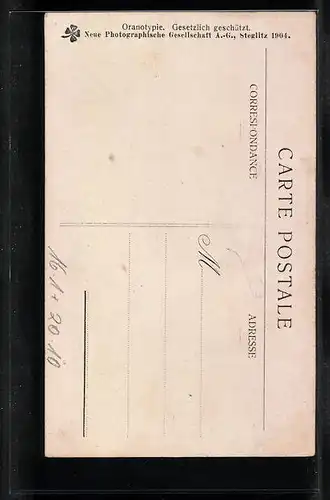 Oranotypie. Gesetzlich geschützt.
Neue Photographische Gesellschaft A.-G., Steglitz 1904.
CARTE POSTALE
CORRESPONDANCE
ADRESSE
M